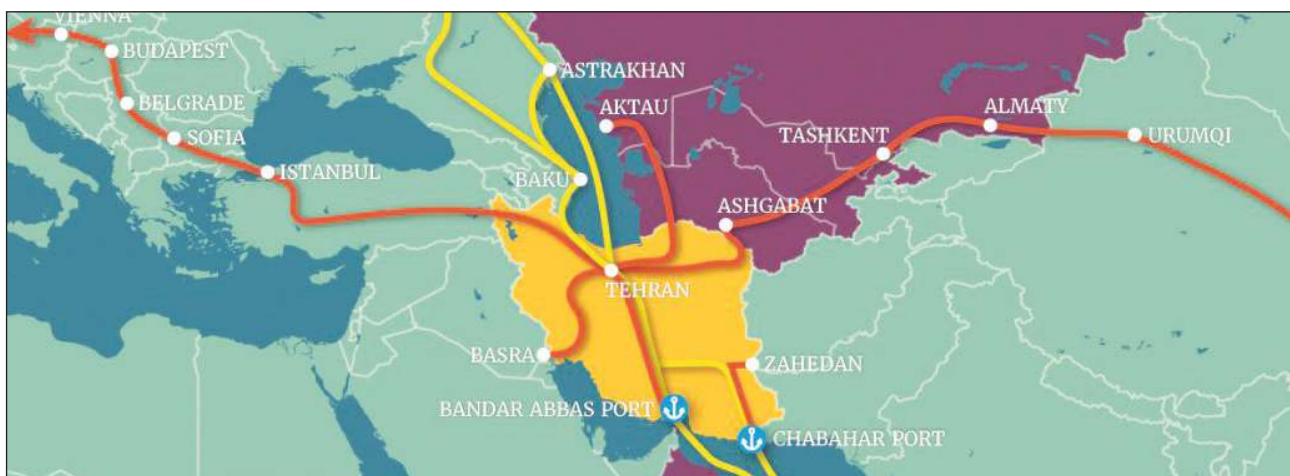 VIENNA
BUDAPEST
BELGRADE
SOFIA
ISTANBUL
ASTRAKHAN
AKTAU
BAKU
TASHKENT
ALMATY
URUMQI
ASHGABAT
TEHRAN
BASRA
ZAHEDAN
BANDAR ABBAS PORT
CHABAHAR PORT